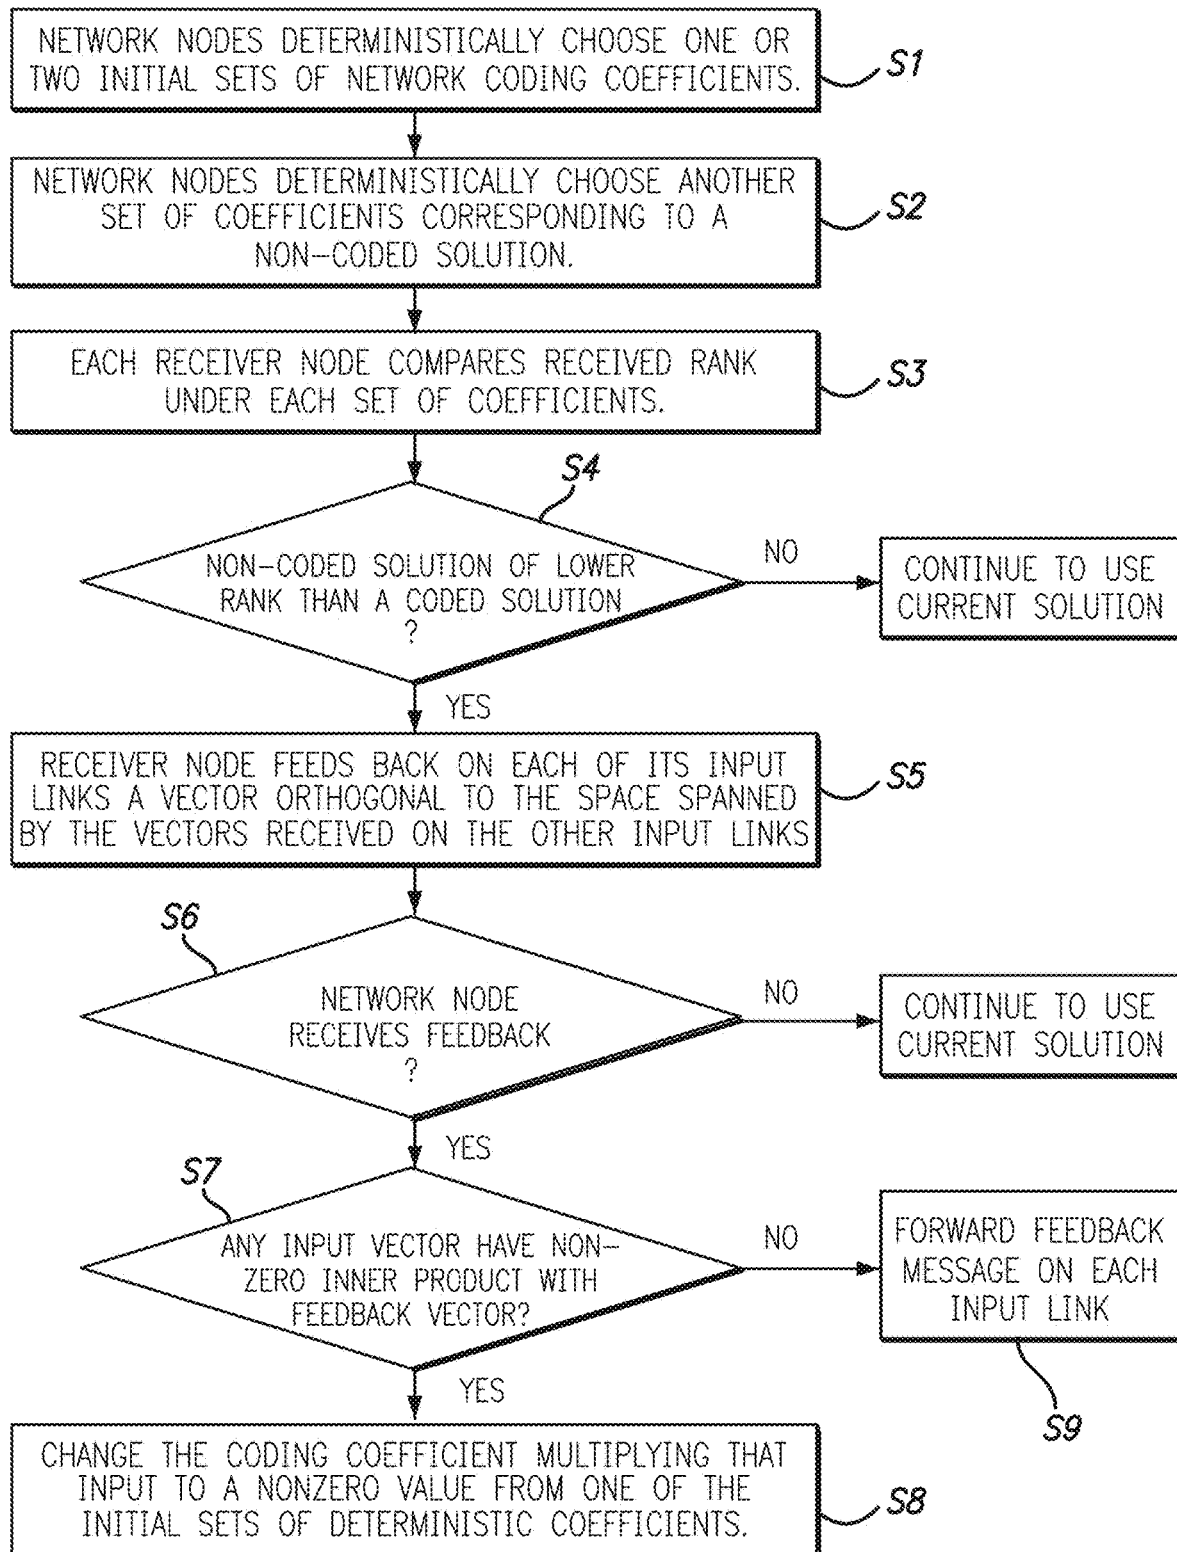 NETWORK NODES DETERMINISTICALLY CHOOSE ONE OR
TWO INITIAL SETS OF NETWORK CODING COEFFICIENTS.
S1
NETWORK NODES DETERMINISTICALLY CHOOSE ANOTHER
SET OF COEFFICIENTS CORRESPONDING TO A
NON-CODED SOLUTION.
S2
EACH RECEIVER NODE COMPARES RECEIVED RANK
UNDER EACH SET OF COEFFICIENTS.
S3
S4
NON-CODED SOLUTION OF LOWER
RANK THAN A CODED SOLUTION
?
NO
CONTINUE TO USE
CURRENT SOLUTION
YES
RECEIVER NODE FEEDS BACK ON EACH OF ITS INPUT
LINKS A VECTOR ORTHOGONAL TO THE SPACE SPANNED
BY THE VECTORS RECEIVED ON THE OTHER INPUT LINKS
S5
S6
NETWORK NODE
RECEIVES FEEDBACK
?
NO
CONTINUE TO USE
CURRENT SOLUTION
YES
S7
ANY INPUT VECTOR HAVE NON-
ZERO INNER PRODUCT WITH
FEEDBACK VECTOR?
NO
FORWARD FEEDBACK
MESSAGE ON EACH
INPUT LINK
S9
YES
CHANGE THE CODING COEFFICIENT MULTIPLYING THAT
INPUT TO A NONZERO VALUE FROM ONE OF THE
INITIAL SETS OF DETERMINISTIC COEFFICIENTS.
S8